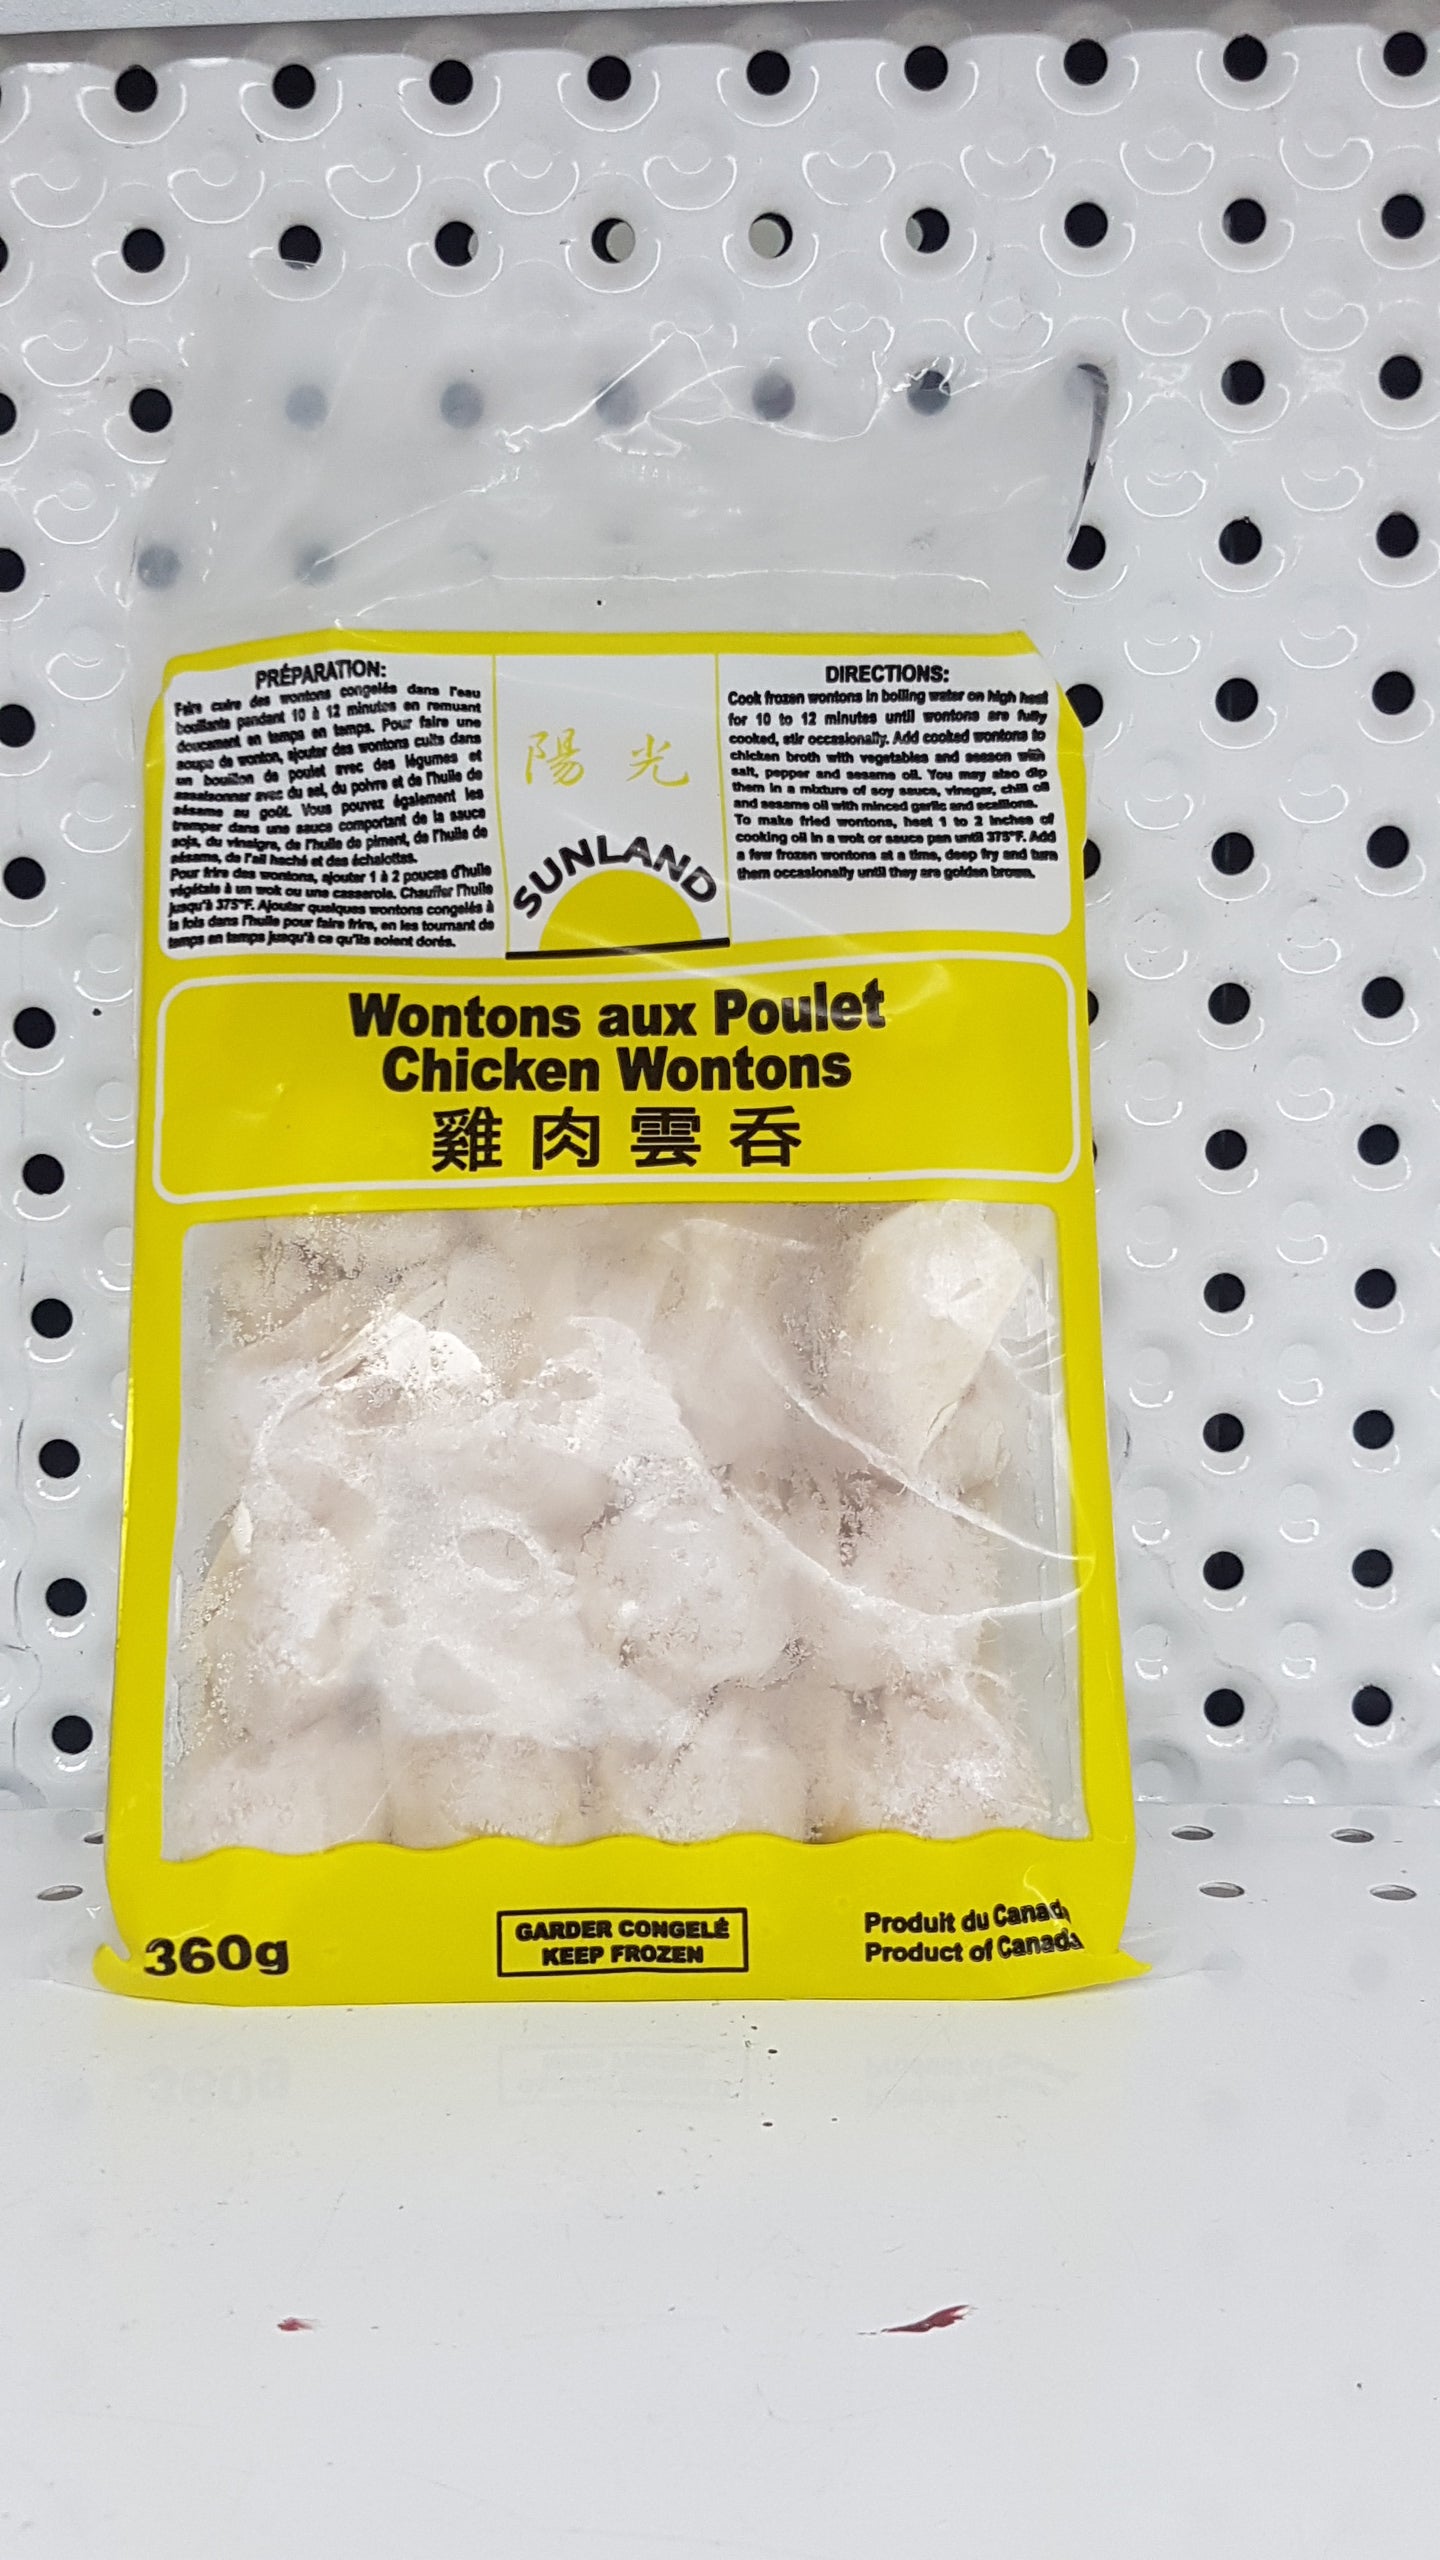 PRÉPARATION:
Faire cuire des wontons congelés dans l'eau
bouillante pendant 10 à 12 minutes en remuant
doucement en temps en temps. Pour faire une
soupe de wonton, ajouter des wontons cuits dans
un bouillon de poulet avec des légumes et
assaisonner avec du sel, du poivre et de l'huile de
sésame au goût. Vous pouvez également les
tremper dans une sauce comportant de la sauce
soja, du vinaigre, de l'huile de piment, de l'huile de
sésame, de l'ail haché et des échalottes.
Pour frire des wontons, ajouter 1 à 2 pouces d'huile
végétale à un wok ou une casserole. Chauffer l'huile
jusqu'à 375°F. Ajouter quelques wontons congelés à
la fois dans l'huile pour faire frire, en les tournant de
temps en temps jusqu'à ce qu'ils soient dorés.
陽光
SUNLAND
DIRECTIONS:
Cook frozen wontons in boiling water on high heat
for 10 to 12 minutes until wontons are fully
cooked, stir occasionally. Add cooked wontons to
chicken broth with vegetables and season with
salt, pepper and sesame oil. You may also dip
them in a mixture of soy sauce, vinegar, chili oil
and sesame oil with minced garlic and scallions.
To make fried wontons, heat 1 to 2 inches of
cooking oil in a wok or sauce pan until 375°F. Add
a few frozen wontons at a time, deep fry and turn
them occasionally until they are golden brown.
Wontons aux Poulet
Chicken Wontons
雞肉雲吞
360g
GARDER CONGELÉ
KEEP FROZEN
Produit du Canada
Product of Canada